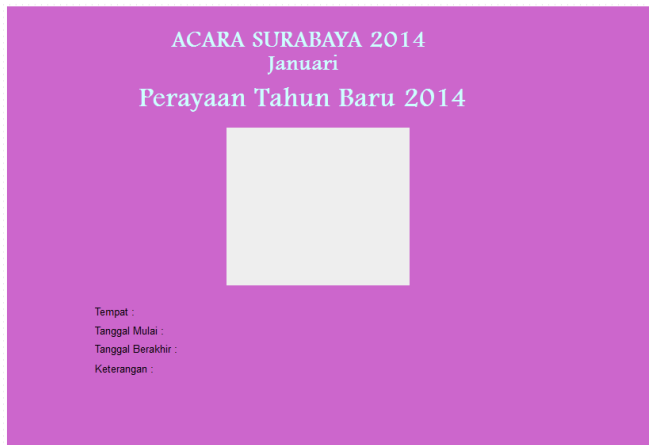 ACARA SURABAYA 2014
Januari
Perayaan Tahun Baru 2014
Tempat :
Tanggal Mulai :
Tanggal Berakhir :
Keterangan :